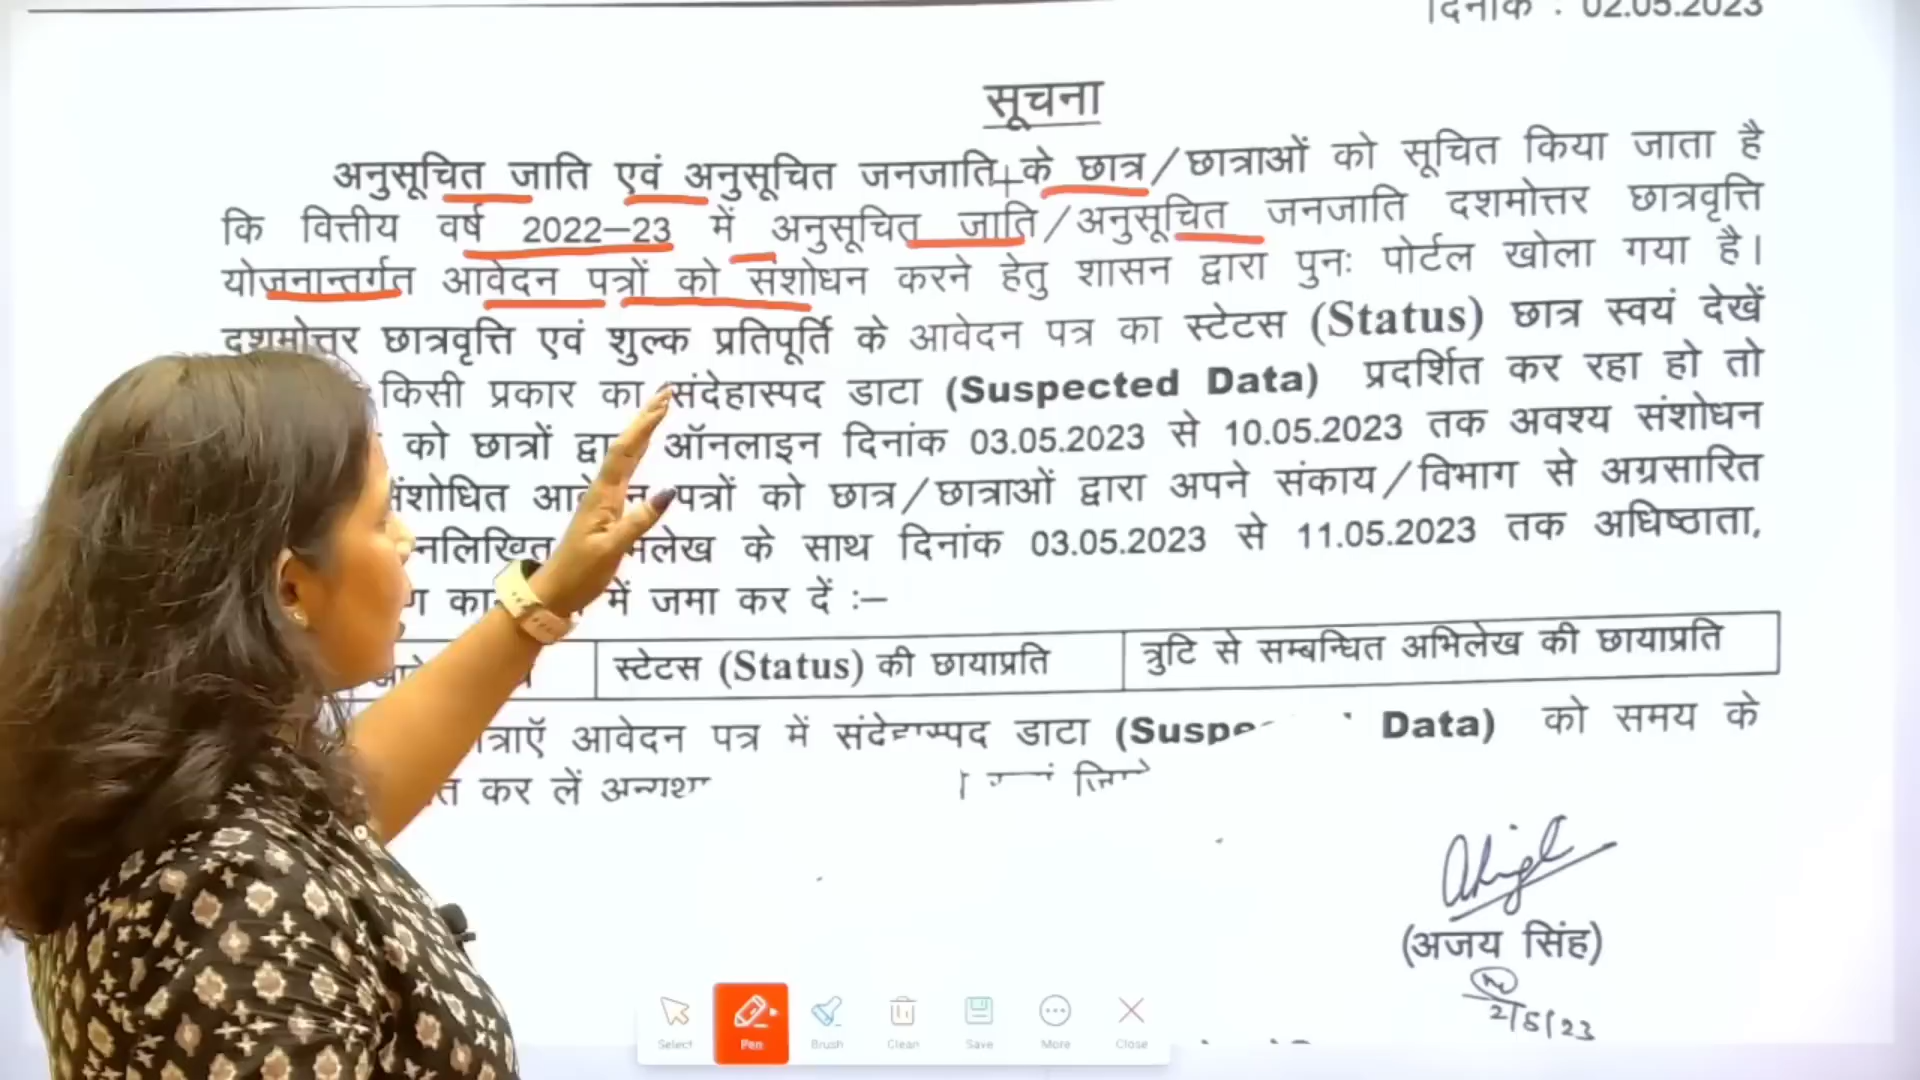 दिनांक : 02.05.2023
सूचना
अनुसूचित जाति एवं अनुसूचित जनजाति के छात्र/छात्राओं को सूचित किया जाता है
कि वित्तीय वर्ष 2022–23 में अनुसूचित जाति/अनुसूचित जनजाति दशमोत्तर छात्रवृत्ति
योजनान्तर्गत आवेदन पत्रों को संशोधन करने हेतु शासन द्वारा पुनः पोर्टल खोला गया है।
दशमोत्तर छात्रवृत्ति एवं शुल्क प्रतिपूर्ति के आवेदन पत्र का स्टेटस (Status) छात्र स्वयं देखें
किसी प्रकार का संदेहास्पद डाटा (Suspected Data) प्रदर्शित कर रहा हो तो
को छात्रों ऑनलाइन दिनांक 03.05.2023 से 10.05.2023 तक अवश्य संशोधन
पत्रों को छात्र/छात्राओं द्वारा अपने संकाय/विभाग से अग्रसारित
के साथ दिनांक 03.05.2023 से 11.05.2023 तक अधिष्ठाता,
में जमा कर दें :–
स्टेटस (Status) की छायाप्रति
त्रुटि से सम्बन्धित अभिलेख की छायाप्रति
आवेदन पत्र में संदेहास्पद डाटा Data) को समय के
कर लें
(अजय सिंह)
2/5/23
Select
Pen
Brush
Clean
Save
More
Close